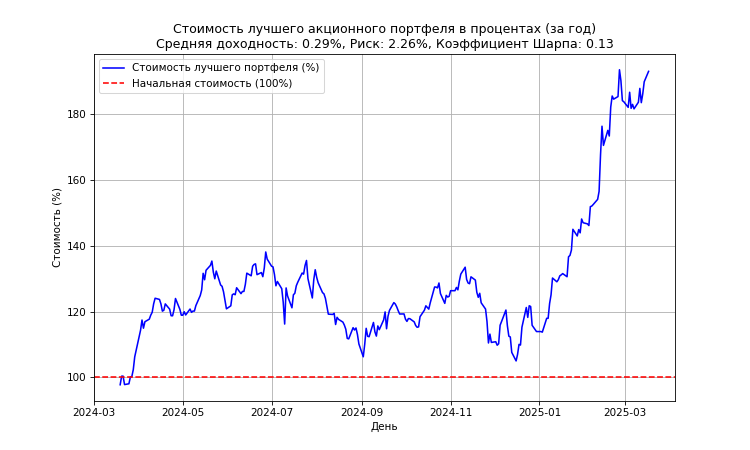 Стоимость лучшего акционного портфеля в процентах (за год)
Средняя доходность: 0.29%, Риск: 2.26%, Коэффициент Шарпа: 0.13
Стоимость лучшего портфеля (%)
Начальная стоимость (100%)
Стоимость (%)
180
160
140
120
100
2024-03
2024-05
2024-07
2024-09
2024-11
2025-01
2025-03
День